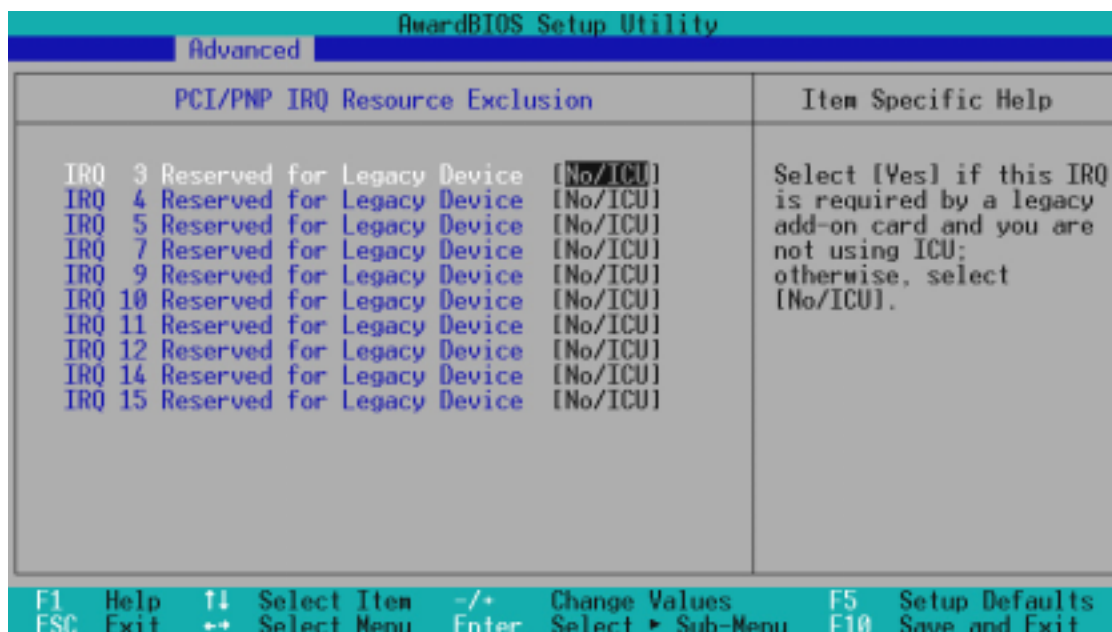 AwardBIOS Setup Utility
Advanced
PCI/PNP IRQ Resource Exclusion
IRQ 3 Reserved for Legacy Device [No/ICU]
IRQ 4 Reserved for Legacy Device [No/ICU]
IRQ 5 Reserved for Legacy Device [No/ICU]
IRQ 7 Reserved for Legacy Device [No/ICU]
IRQ 9 Reserved for Legacy Device [No/ICU]
IRQ 10 Reserved for Legacy Device [No/ICU]
IRQ 11 Reserved for Legacy Device [No/ICU]
IRQ 12 Reserved for Legacy Device [No/ICU]
IRQ 14 Reserved for Legacy Device [No/ICU]
IRQ 15 Reserved for Legacy Device [No/ICU]
Item Specific Help
Select [Yes] if this IRQ
is required by a legacy
add-on card and you are
not using ICU;
otherwise, select
[No/ICU].
F1 Help ↑↓ Select Item -/+ Change Values F5 Setup Defaults
ESC Exit ←→ Select Menu Enter Select ► Sub-Menu F10 Save and Exit